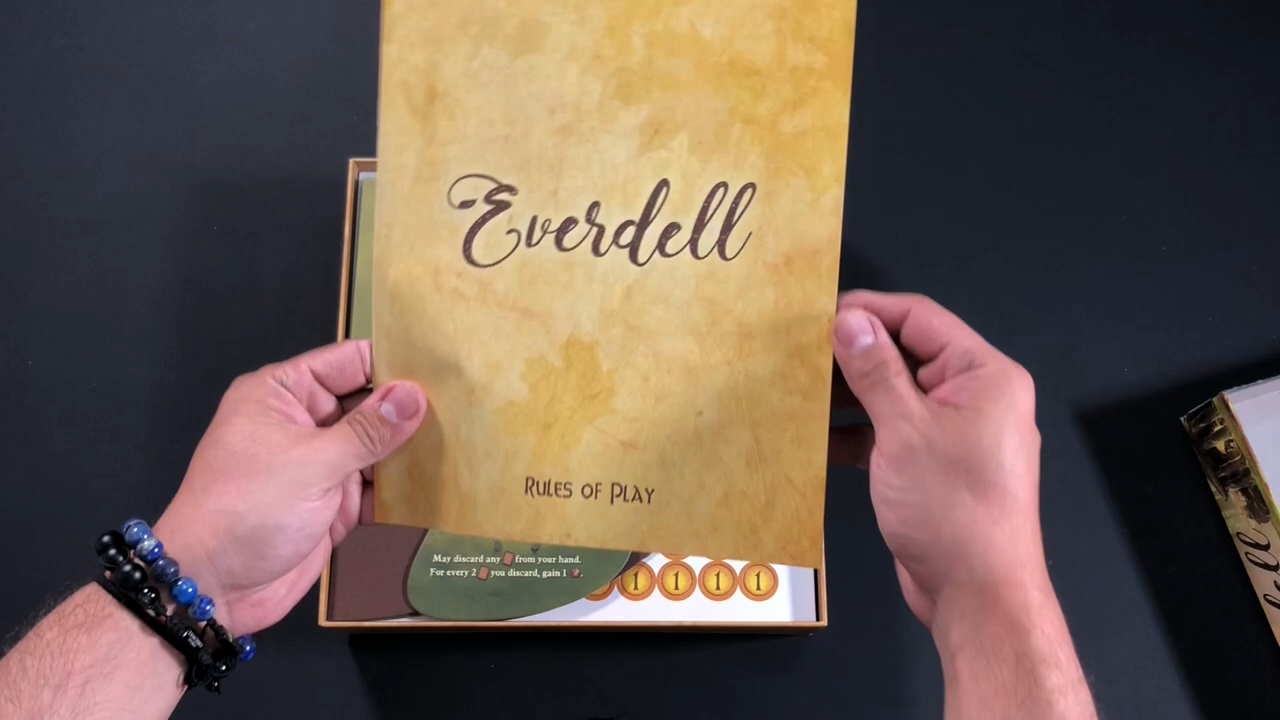 Everdell
RULES OF PLAY
May discard any from your hand.
For every 2 you discard, gain 1 .
1 1 1 1
ell